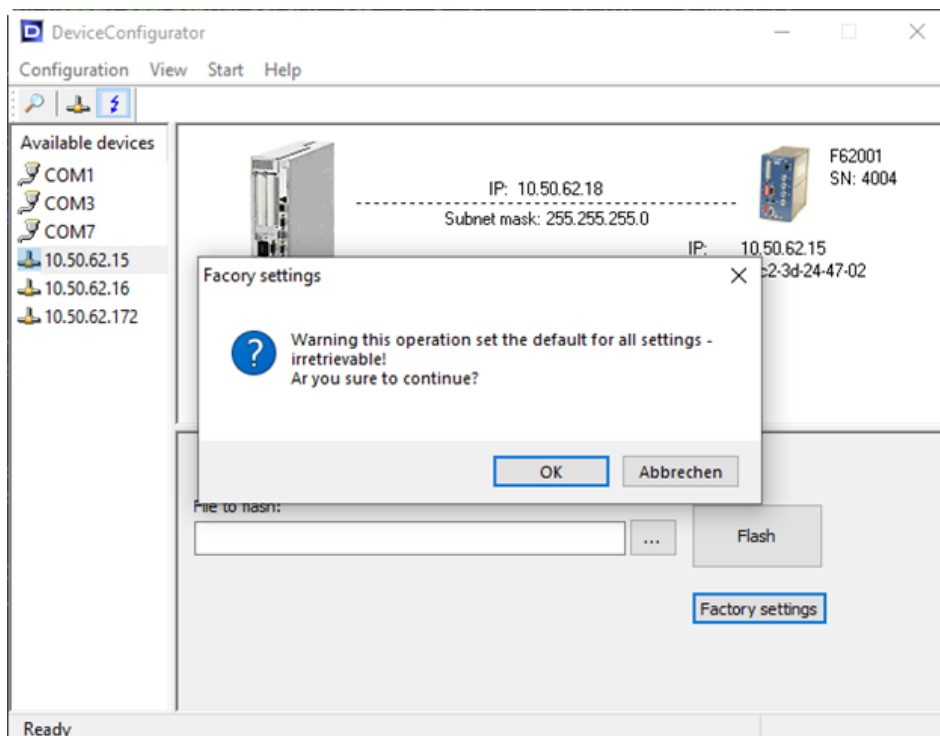 DeviceConfigurator
Configuration View Start Help
Available devices
COM1
COM3
COM7
10.50.62.15
10.50.62.16
10.50.62.172
IP: 10.50.62.18
Subnet mask: 255.255.255.0
F62001
SN: 4004
IP: 10.50.62.15
c2-3d-24-47-02
Facory settings
Warning this operation set the default for all settings -
irretrievable!
Ar you sure to continue?
OK Abbrechen
File to flash:
...
Flash
Factory settings
Ready